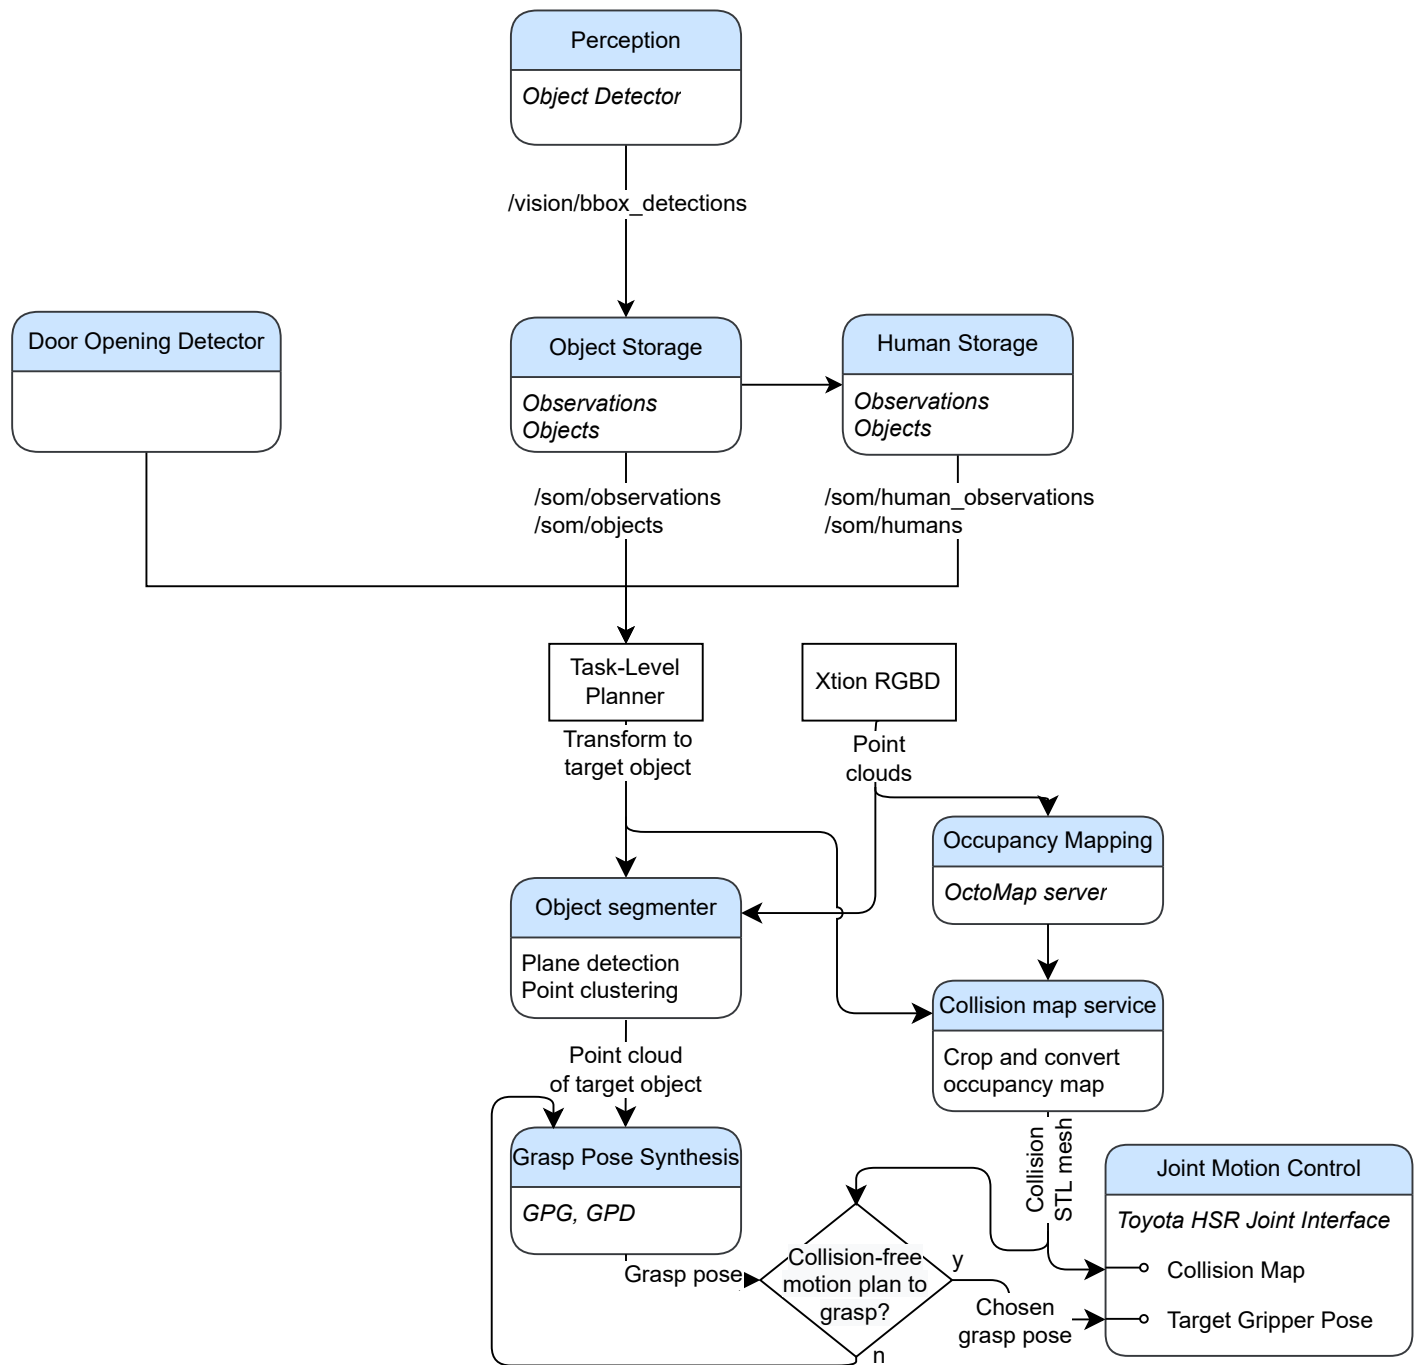 Perception
Object Detector
/vision/bbox_detections
Door Opening Detector
Object Storage
Observations
Objects
Human Storage
Observations
Objects
/som/observations
/som/objects
/som/human_observations
/som/humans
Task-Level
Planner
Xtion RGBD
Transform to
target object
Point
clouds
Occupancy Mapping
OctoMap server
Object segmenter
Plane detection
Point clustering
Collision map service
Crop and convert
occupancy map
Point cloud
of target object
Collision
STL mesh
Grasp Pose Synthesis
GPG, GPD
Joint Motion Control
Toyota HSR Joint Interface
Collision Map
Target Gripper Pose
Grasp pose
Collision-free
motion plan to
grasp?
y
Chosen
grasp pose
n